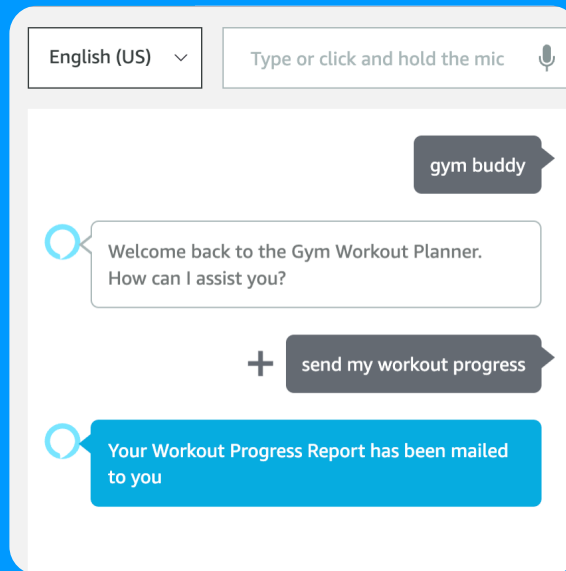 English (US)
Type or click and hold the mic
gym buddy
Welcome back to the Gym Workout Planner.
How can I assist you?
send my workout progress
Your Workout Progress Report has been mailed
to you